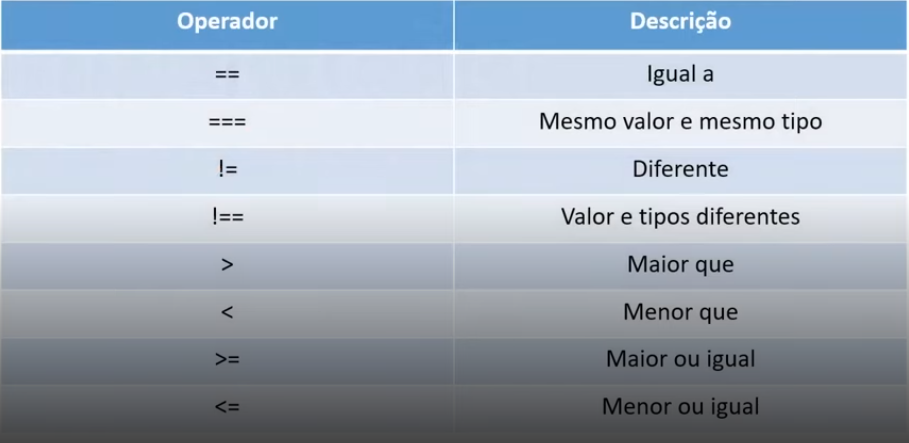 Operador Descrição
== Igual a
=== Mesmo valor e mesmo tipo
!= Diferente
!== Valor e tipos diferentes
> Maior que
< Menor que
>= Maior ou igual
<= Menor ou igual